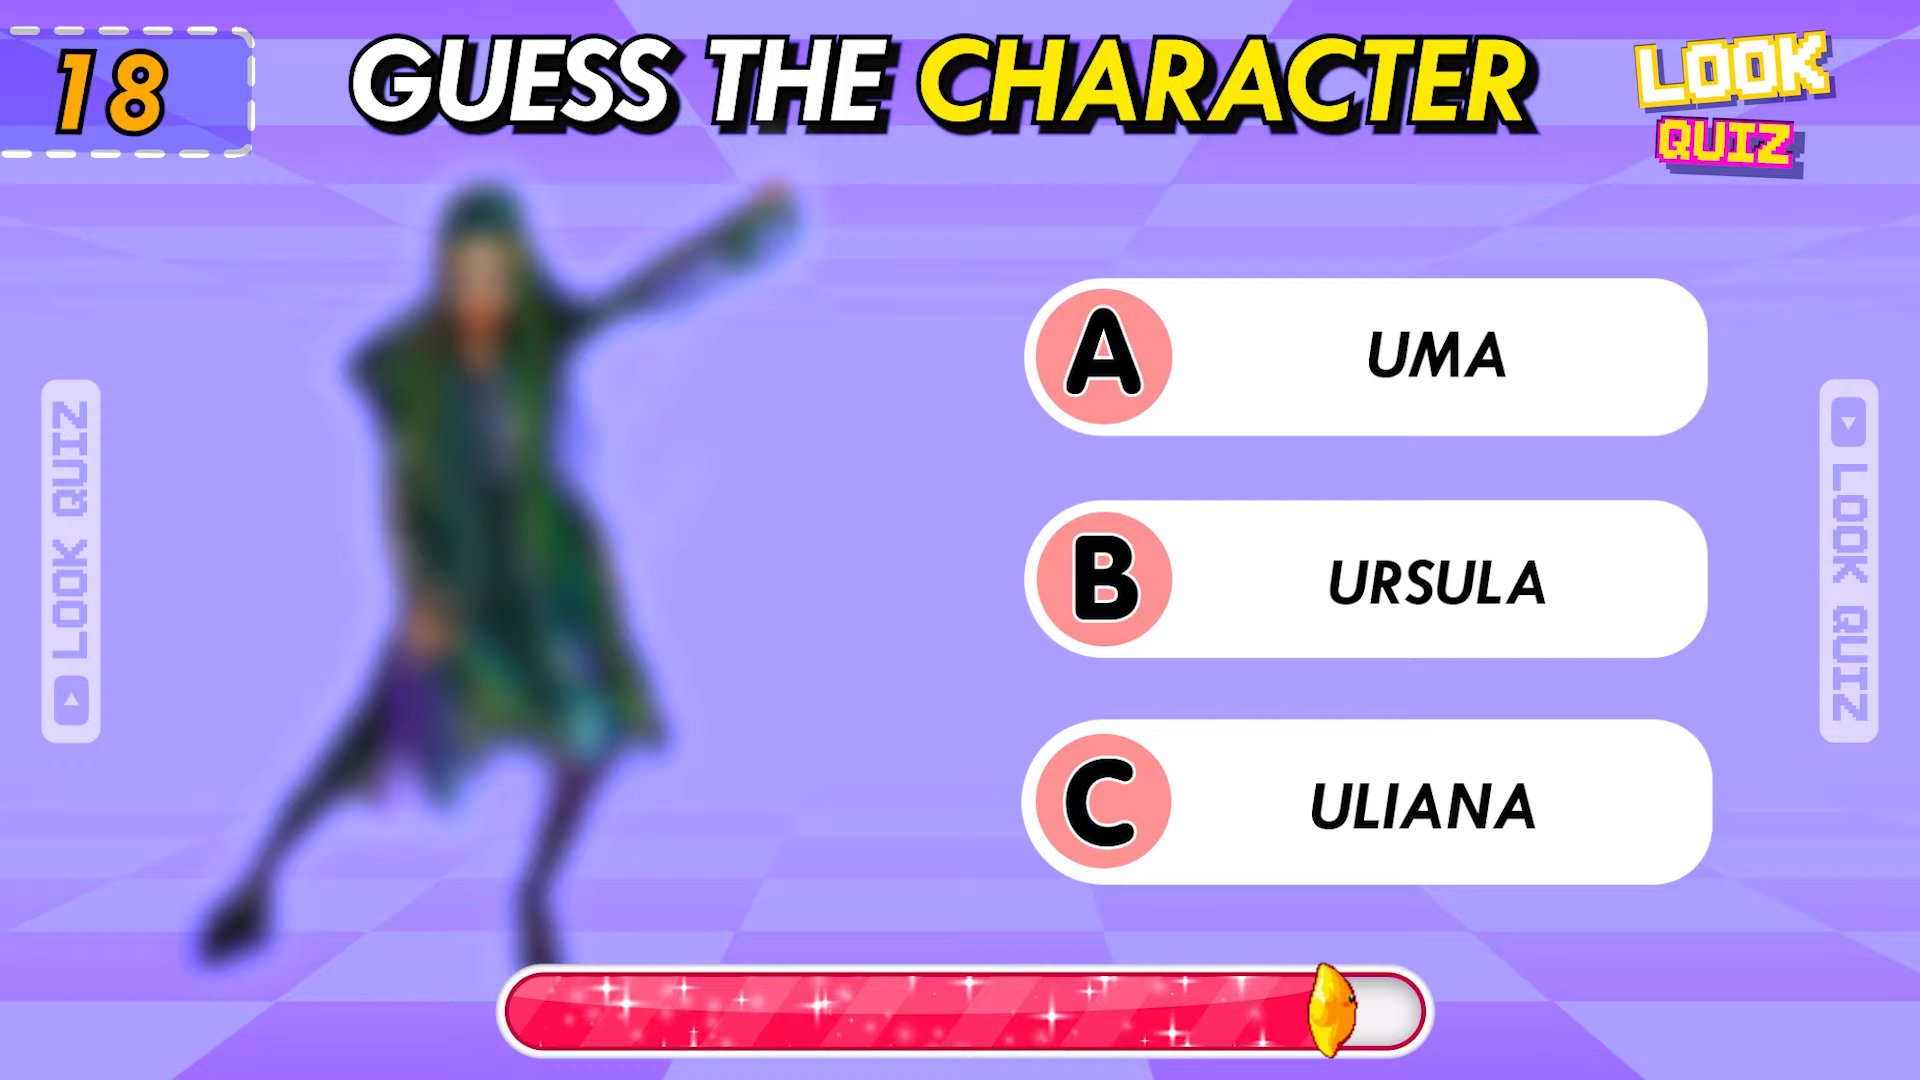 18
GUESS THE CHARACTER
LOOK
QUIZ
A
UMA
B
URSULA
C
ULIANA
LOOK QUIZ
LOOK QUIZ